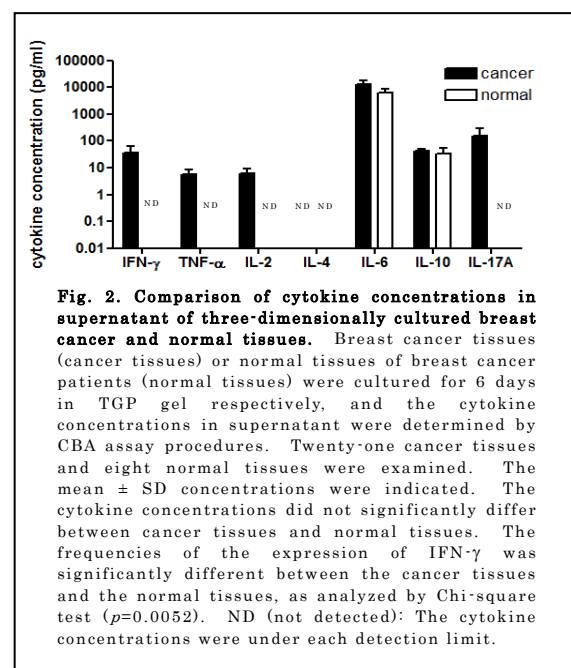 cytokine concentration (pg/ml)
100000
10000
1000
100
10
1
0.1
0.01
cancer
normal
ND
ND
ND
ND ND
ND
IFN-γ TNF-α IL-2 IL-4 IL-6 IL-10 IL-17A
Fig. 2. Comparison of cytokine concentrations in
supernatant of three-dimensionally cultured breast
cancer and normal tissues. Breast cancer tissues
(cancer tissues) or normal tissues of breast cancer
patients (normal tissues) were cultured for 6 days
in TGP gel respectively, and the cytokine
concentrations in supernatant were determined by
CBA assay procedures. Twenty-one cancer tissues
and eight normal tissues were examined. The
mean ± SD concentrations were indicated. The
cytokine concentrations did not significantly differ
between cancer tissues and normal tissues. The
frequencies of the expression of IFN-γ was
significantly different between the cancer tissues
and the normal tissues, as analyzed by Chi-square
test (p=0.0052). ND (not detected): The cytokine
concentrations were under each detection limit.